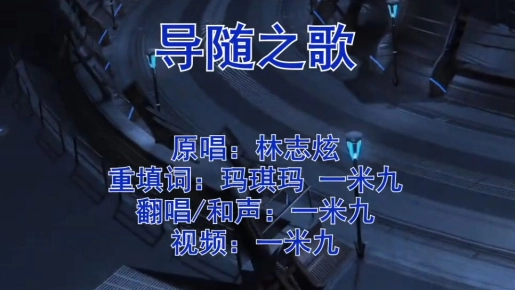 导随之歌
原唱：林志炫
重填词：玛琪玛 一米九
翻唱/和声：一米九
视频：一米九